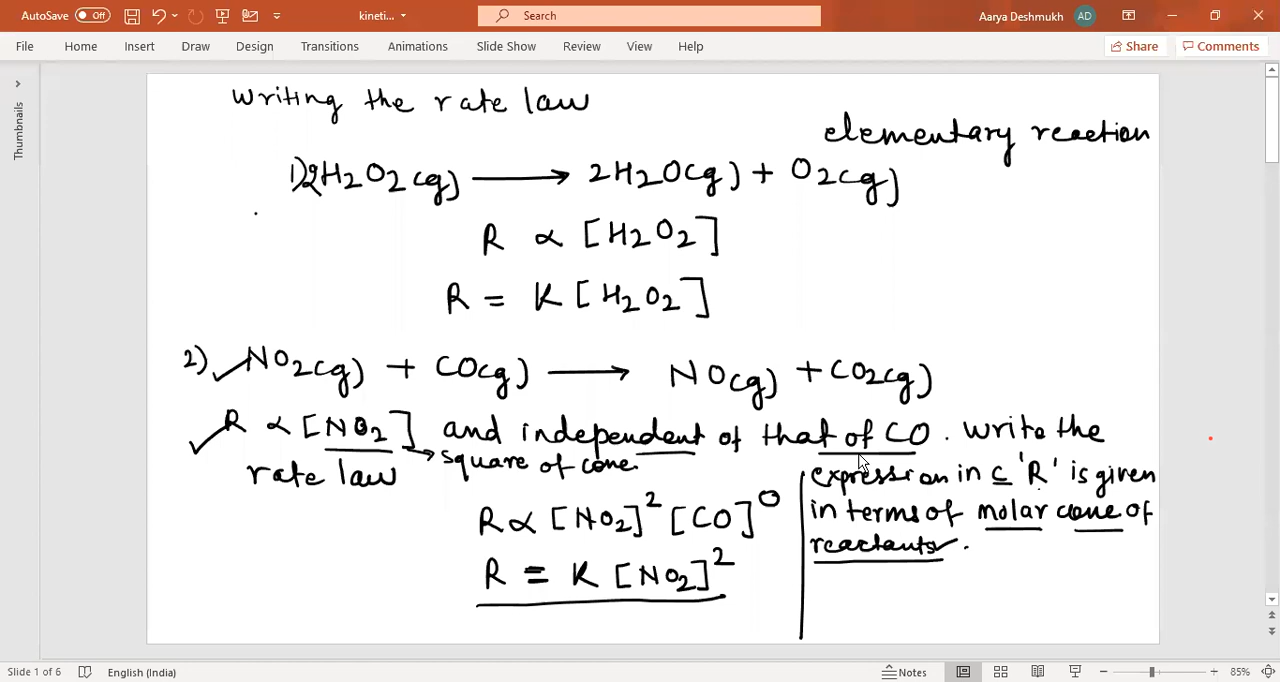 AutoSave Off kineti... Search Aarya Deshmukh AD
File Home Insert Draw Design Transitions Animations Slide Show Review View Help Share Comments
Thumbnails
Writing the rate law
elementary reaction
1) 2H2O2(g) ⟶ 2H2O(g) + O2(g)
R ∝ [H2O2]
R = K [H2O2]
2) ✓NO2(g) + CO(g) ⟶ NO(g) + CO2(g)
✓R ∝ [NO2] and independent of that of CO. Write the
→ square of conc.
rate law
expression in c 'R' is given
in terms of molar conc of
reactants.
R ∝ [NO2]² [CO]⁰
R = K [NO2]²
Slide 1 of 6 English (India) Notes 85%